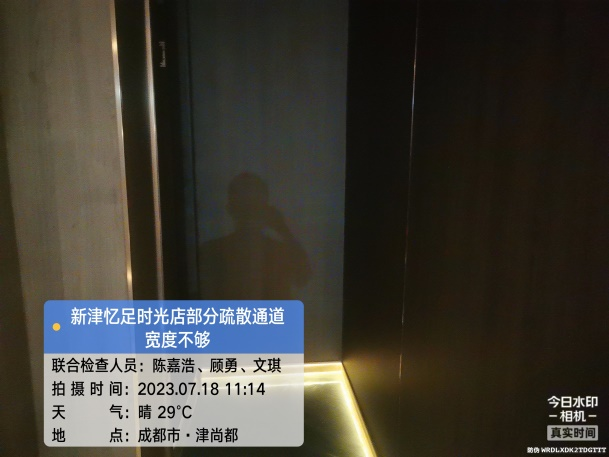 新津忆足时光店部分疏散通道
宽度不够
联合检查人员：陈嘉浩、顾勇、文琪
拍摄时间：2023.07.18 11:14
天气：晴 29°C
地点：成都市·津尚都
今日水印
相机
真实时间
防伪 WRDLXDK2TDGTTT